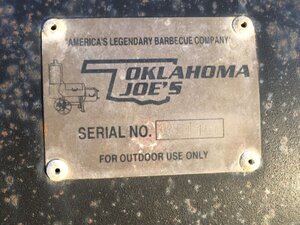 "AMERICA'S LEGENDARY BARBECUE COMPANY"
OKLAHOMA
JOE'S
SERIAL NO.
FOR OUTDOOR USE ONLY